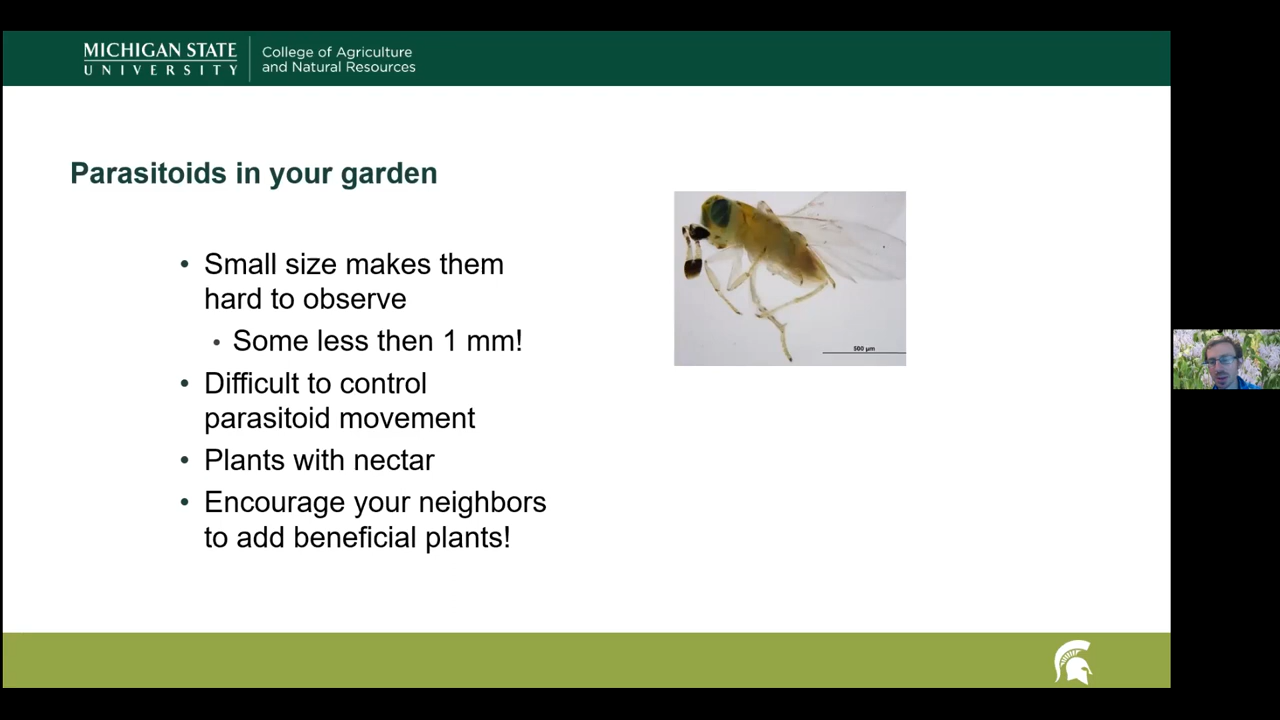 MICHIGAN STATE
UNIVERSITY
College of Agriculture
and Natural Resources
Parasitoids in your garden
• Small size makes them
hard to observe
• Some less then 1 mm!
• Difficult to control
parasitoid movement
• Plants with nectar
• Encourage your neighbors
to add beneficial plants!
500 µm